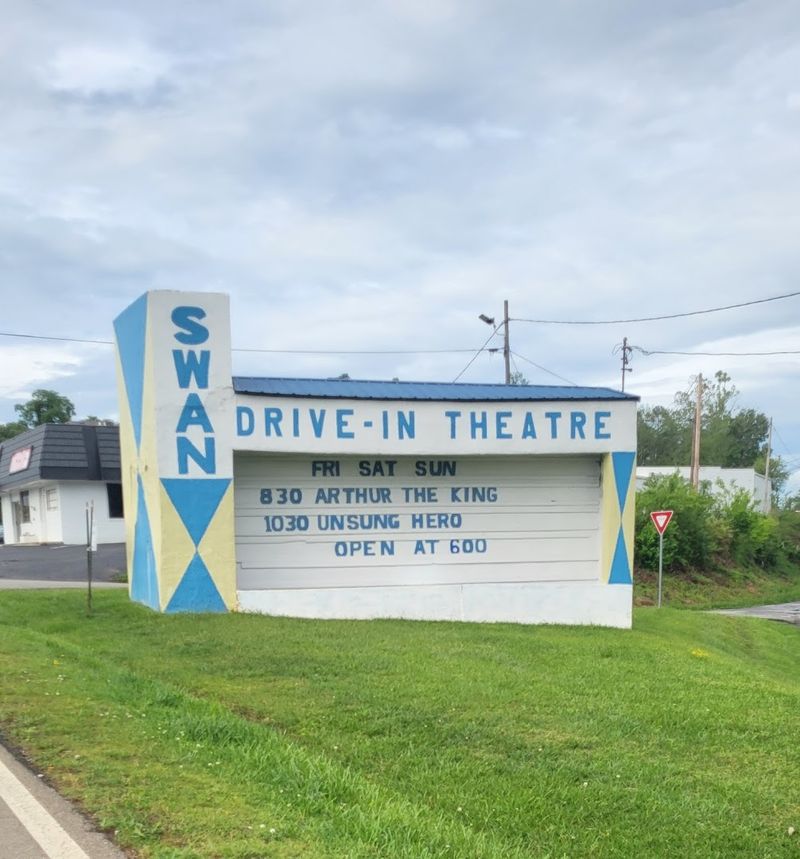 SWAN
DRIVE-IN THEATRE
FRI SAT SUN
830 ARTHUR THE KING
1030 UNSUNG HERO
OPEN AT 600